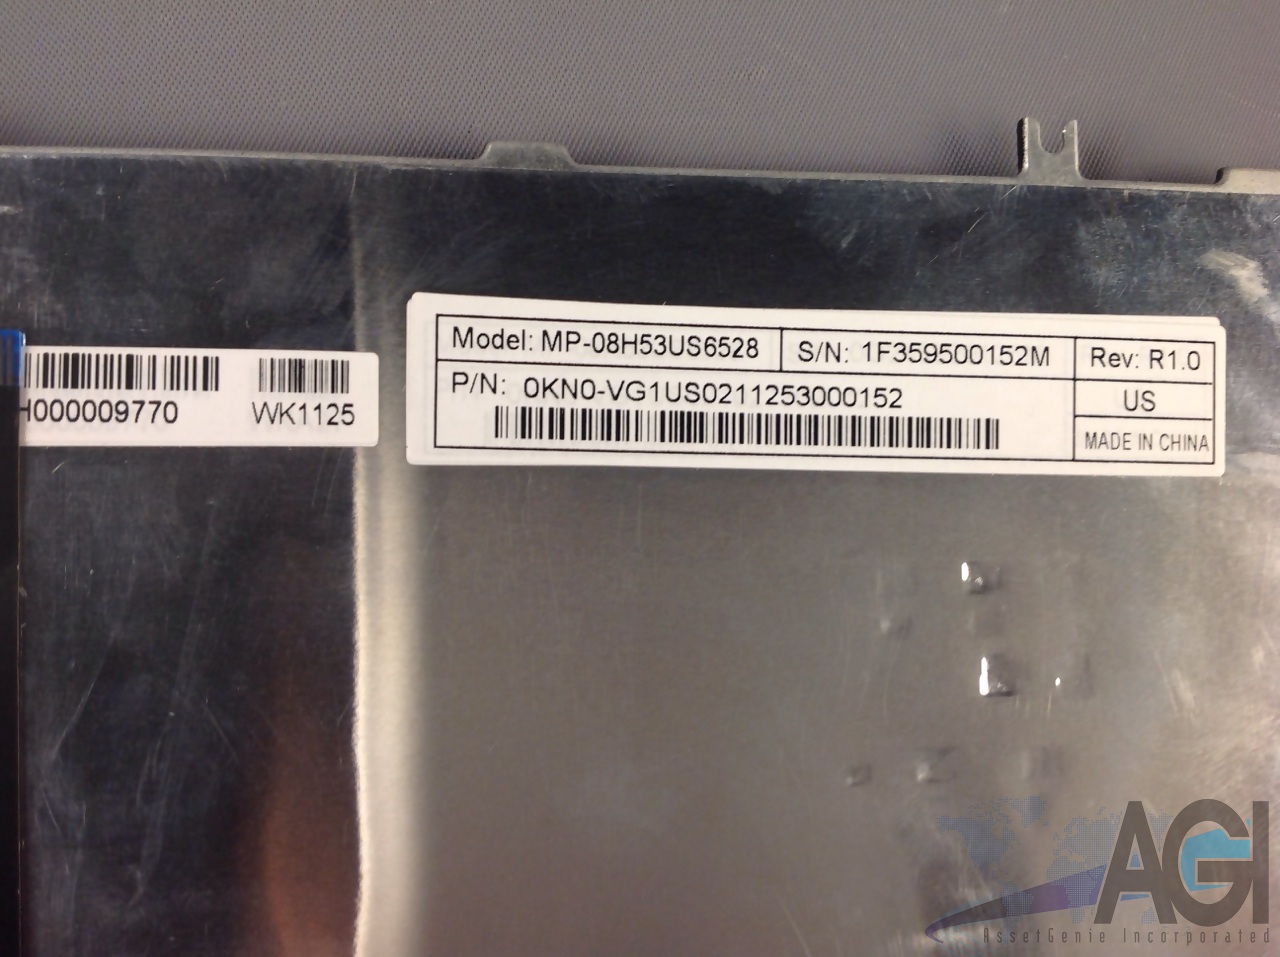 Model: MP-08H53US6528
S/N: 1F359500152M
Rev: R1.0
P/N: 0KN0-VG1US0211253000152
US
MADE IN CHINA
H000009770
WK1125
AGI
AssetGenie Incorporated